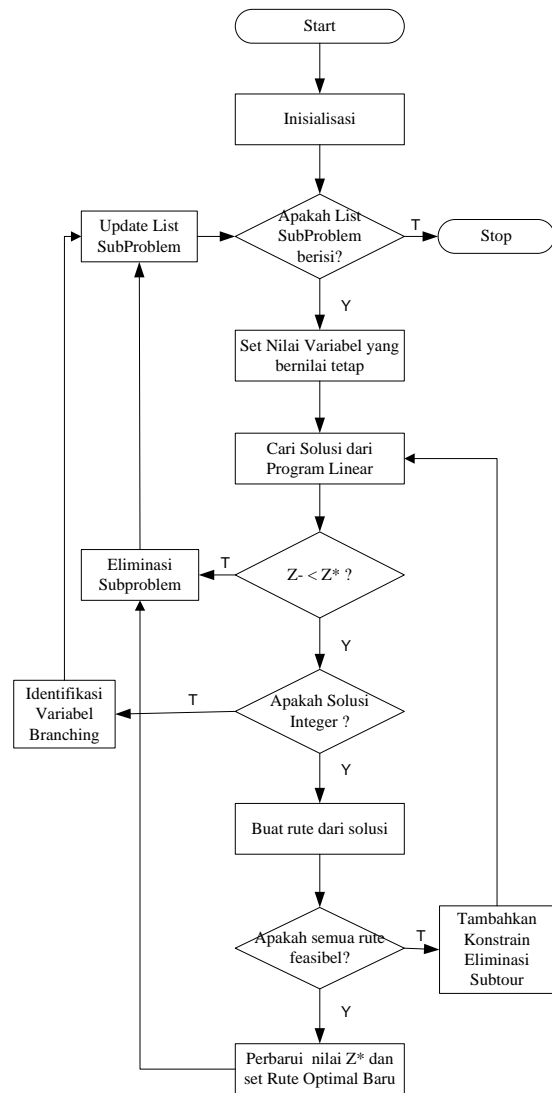 Start
Inisialisasi
Update List
SubProblem
Apakah List
SubProblem
berisi?
T
Stop
Y
Set Nilai Variabel yang
bernilai tetap
Cari Solusi dari
Program Linear
Eliminasi
Subproblem
T
Z- < Z* ?
Y
Identifikasi
Variabel
Branching
T
Apakah Solusi
Integer ?
Y
Buat rute dari solusi
Apakah semua rute
feasibel?
T
Tambahkan
Konstrain
Eliminasi
Subtour
Y
Perbarui nilai Z* dan
set Rute Optimal Baru